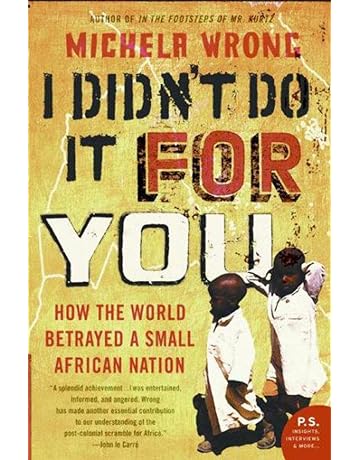 AUTHOR OF IN THE FOOTSTEPS OF MR. KURTZ
MICHELA WRONG
I DIDN'T DO
IT FOR
YOU
HOW THE WORLD
BETRAYED A SMALL
AFRICAN NATION
"A splendid achievement...I was entertained,
informed, and angered. Wrong
has made another essential contribution
to our understanding of the
post-colonial scramble for Africa."
—John le Carré
P.S.
INSIGHTS,
INTERVIEWS
& MORE...